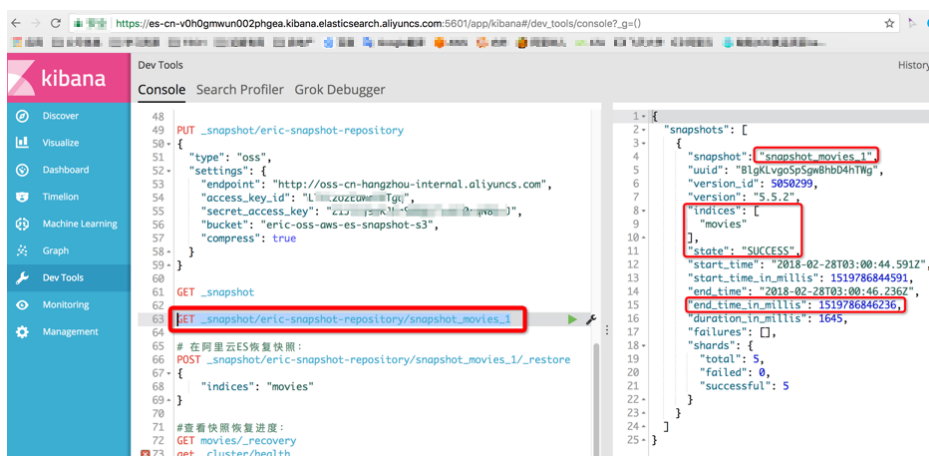 https://es-cn-v0h0gmwun002phgea.kibana.elasticsearch.aliyuncs.com:5601/app/kibana#/dev_tools/console?_g=()
kibana
Discover
Visualize
Dashboard
Timelion
Machine Learning
Graph
Dev Tools
Monitoring
Management
Dev Tools
History
Console Search Profiler Grok Debugger
48
49 PUT _snapshot/eric-snapshot-repository
50 {
51 "type": "oss",
52 "settings": {
53 "endpoint": "http://oss-cn-hangzhou-internal.aliyuncs.com",
54 "access_key_id":
55 "secret_access_key":
56 "bucket": "eric-oss-aws-es-snapshot-s3",
57 "compress": true
58 }
59 }
60
61 GET _snapshot
62
63 GET _snapshot/eric-snapshot-repository/snapshot_movies_1
64
65 # 在阿里云ES恢复快照：
66 POST _snapshot/eric-snapshot-repository/snapshot_movies_1/_restore
67 {
68 "indices": "movies"
69 }
70
71 #查看快照恢复进度：
72 GET movies/_recovery
73 get _cluster/health
1 {
2 "snapshots": [
3 {
4 "snapshot": "snapshot_movies_1",
5 "uuid": "BlgKLvgoSpSgwBhbD4hTWg",
6 "version_id": 5050299,
7 "version": "5.5.2",
8 "indices": [
9 "movies"
10 ],
11 "state": "SUCCESS",
12 "start_time": "2018-02-28T03:00:44.591Z",
13 "start_time_in_millis": 1519786844591,
14 "end_time": "2018-02-28T03:00:46.236Z",
15 "end_time_in_millis": 1519786846236,
16 "duration_in_millis": 1645,
17 "failures": [],
18 "shards": {
19 "total": 5,
20 "failed": 0,
21 "successful": 5
22 }
23 }
24 ]
25 }